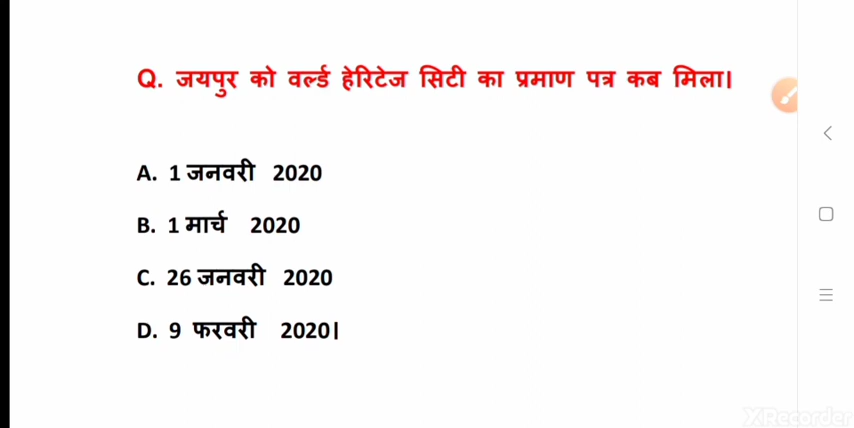 Q. जयपुर को वर्ल्ड हेरिटेज सिटी का प्रमाण पत्र कब मिला।
A. 1 जनवरी 2020
B. 1 मार्च 2020
C. 26 जनवरी 2020
D. 9 फरवरी 2020।
XRecorder